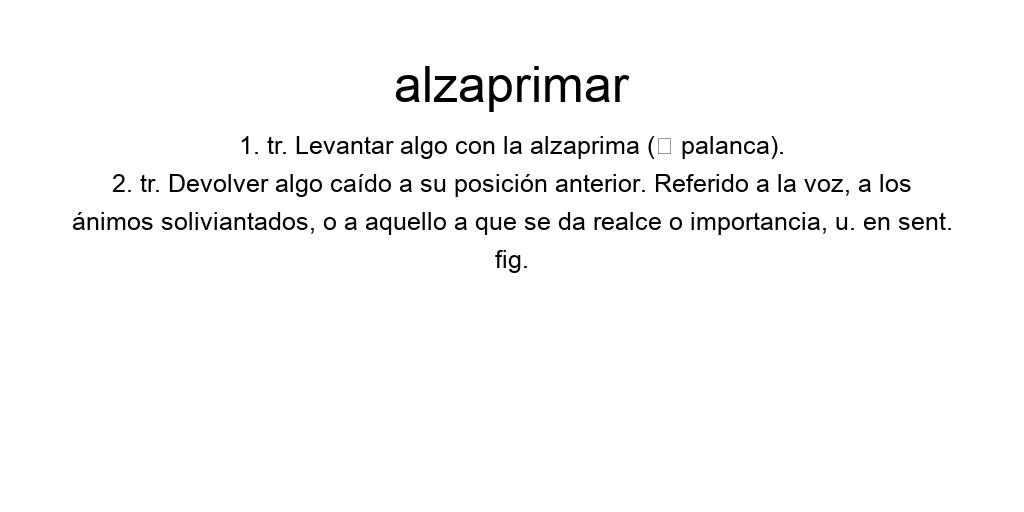 alzaprimar
1. tr. Levantar algo con la alzaprima (□ palanca).
2. tr. Devolver algo caído a su posición anterior. Referido a la voz, a los
ánimos soliviantados, o a aquello a que se da realce o importancia, u. en sent.
fig.